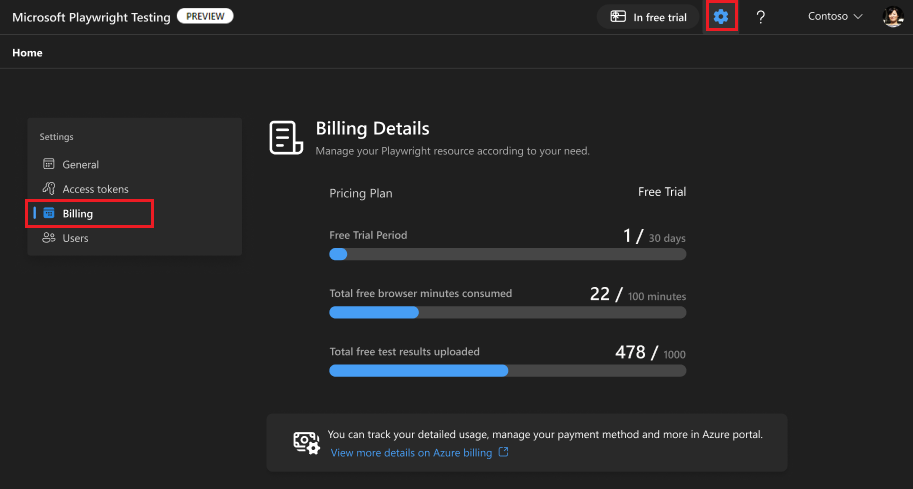 Microsoft Playwright Testing PREVIEW In free trial ? Contoso
Home
Settings
General
Access tokens
Billing
Users
Billing Details
Manage your Playwright resource according to your need.
Pricing Plan Free Trial
Free Trial Period 1 / 30 days
Total free browser minutes consumed 22 / 100 minutes
Total free test results uploaded 478 / 1000
You can track your detailed usage, manage your payment method and more in Azure portal.
View more details on Azure billing